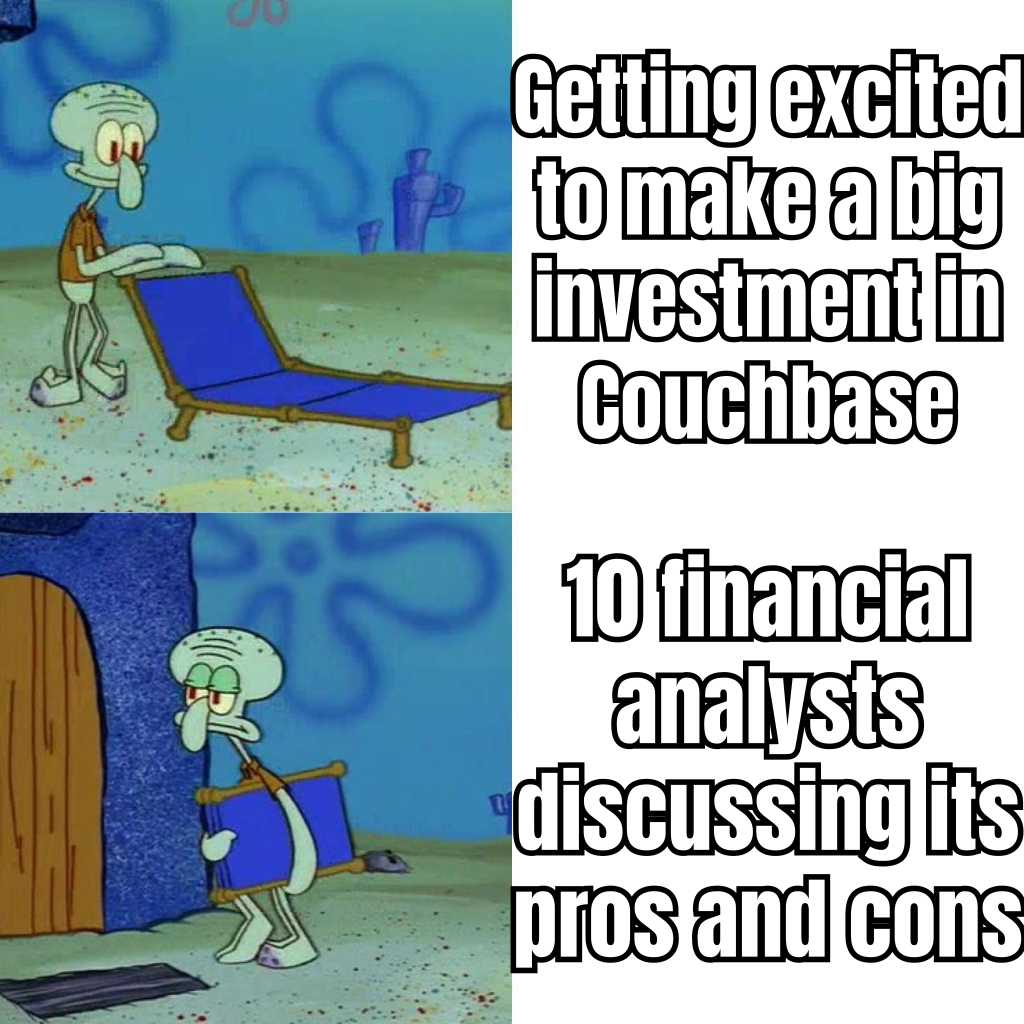 Getting excited
to make a big
investment in
Couchbase
10 financial
analysts
discussing its
pros and cons